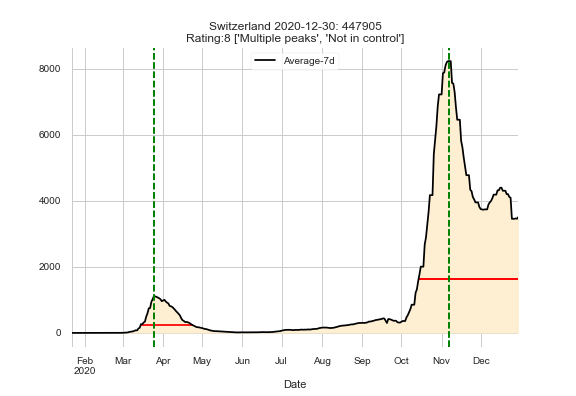 Switzerland 2020-12-30: 447905
Rating:8 ['Multiple peaks', 'Not in control']
Average-7d
8000
6000
4000
2000
0
Feb Mar Apr May Jun Jul Aug Sep Oct Nov Dec
2020
Date